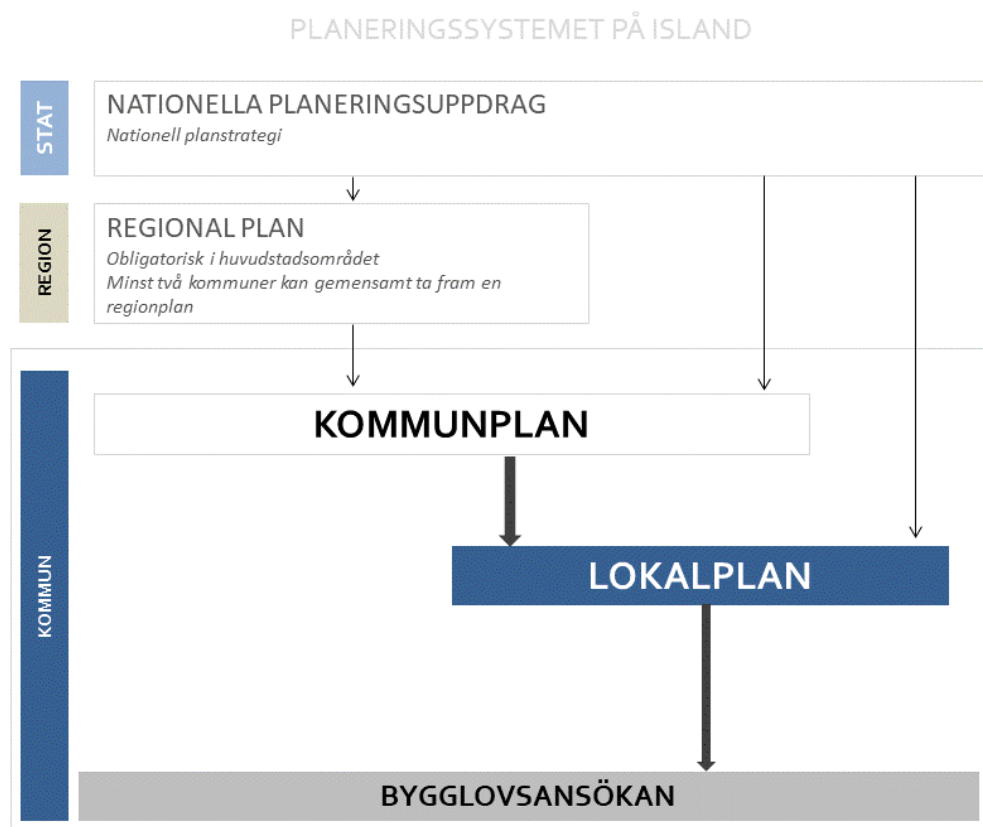 PLANERINGSSYSTEMET PÅ ISLAND
STAT
NATIONELLA PLANERINGSUPPDRAG
Nationell planstrategi
REGION
REGIONAL PLAN
Obligatorisk i huvudstadsområdet
Minst två kommuner kan gemensamt ta fram en
regionplan
KOMMUN
KOMMUNPLAN
LOKALPLAN
BYGGLOVSANSÖKAN